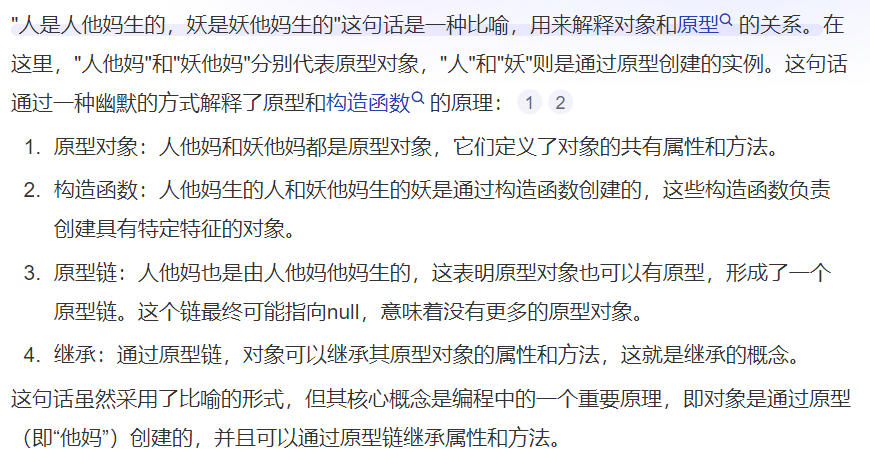 "人是人他妈生的，妖是妖他妈生的"这句话是一种比喻，用来解释对象和原型的关系。在
这里，"人他妈"和"妖他妈"分别代表原型对象，"人"和"妖"则是通过原型创建的实例。这句话
通过一种幽默的方式解释了原型和构造函数的原理： 1 2
1. 原型对象：人他妈和妖他妈都是原型对象，它们定义了对象的共有属性和方法。
2. 构造函数：人他妈生的人和妖他妈生的妖是通过构造函数创建的，这些构造函数负责
创建具有特定特征的对象。
3. 原型链：人他妈也是由人他妈他妈生的，这表明原型对象也可以有原型，形成了一个
原型链。这个链最终可能指向null，意味着没有更多的原型对象。
4. 继承：通过原型链，对象可以继承其原型对象的属性和方法，这就是继承的概念。
这句话虽然采用了比喻的形式，但其核心概念是编程中的一个重要原理，即对象是通过原型
（即“他妈”）创建的，并且可以通过原型链继承属性和方法。